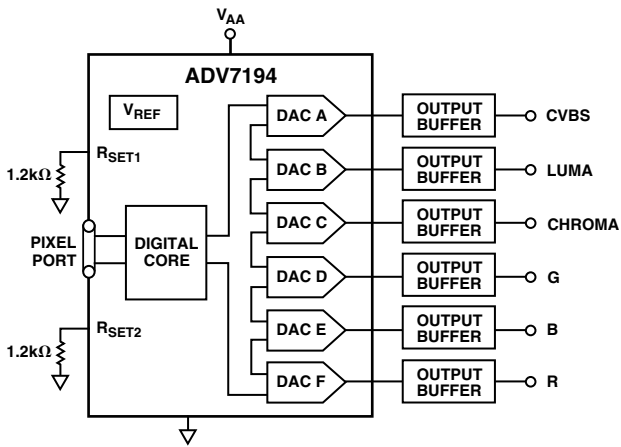 VAA
ADV7194
VREF
RSET1
1.2kΩ
PIXEL
PORT
DIGITAL
CORE
RSET2
1.2kΩ
DAC A
OUTPUT
BUFFER
CVBS
DAC B
OUTPUT
BUFFER
LUMA
DAC C
OUTPUT
BUFFER
CHROMA
DAC D
OUTPUT
BUFFER
G
DAC E
OUTPUT
BUFFER
B
DAC F
OUTPUT
BUFFER
R